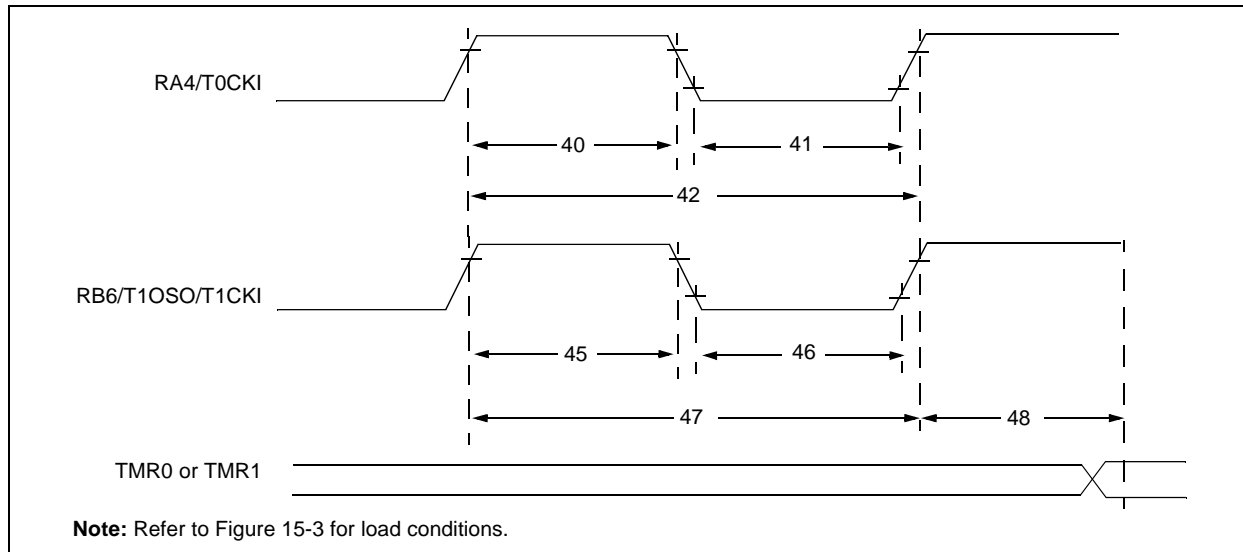 RA4/T0CKI
40
41
42
RB6/T1OSO/T1CKI
45
46
47
48
TMR0 or TMR1
Note: Refer to Figure 15-3 for load conditions.